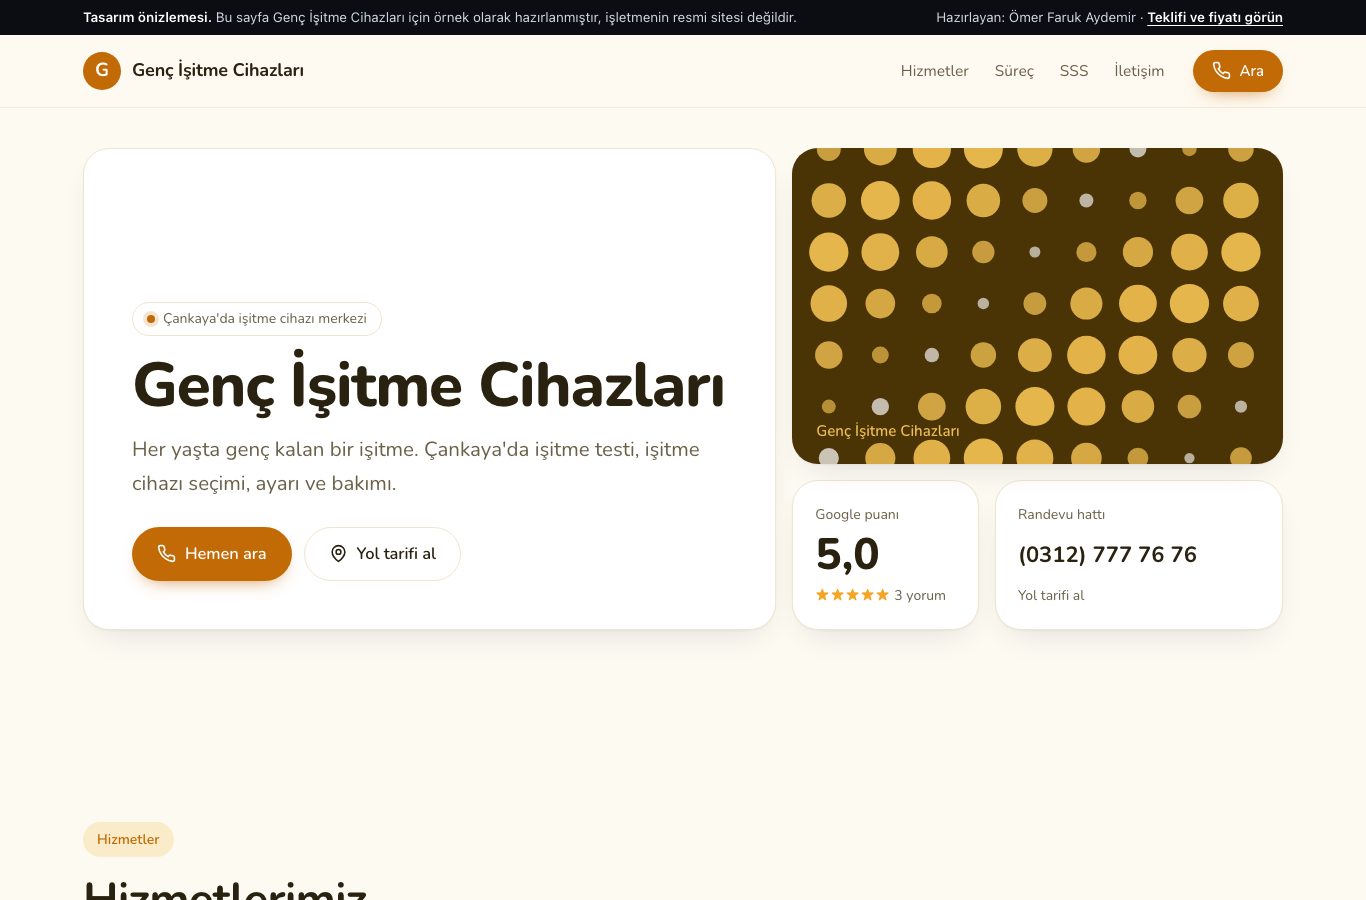 Tasarım önizlemesi. Bu sayfa Genç İşitme Cihazları için örnek olarak hazırlanmıştır, işletmenin resmi sitesi değildir.
Hazırlayan: Ömer Faruk Aydemir · Teklifi ve fiyatı görün
G
Genç İşitme Cihazları
Hizmetler
Süreç
SSS
İletişim
Ara
Çankaya'da işitme cihazı merkezi
Genç İşitme Cihazları
Her yaşta genç kalan bir işitme. Çankaya'da işitme testi, işitme
cihazı seçimi, ayarı ve bakımı.
Hemen ara
Yol tarifi al
Genç İşitme Cihazları
Google puanı
5,0
3 yorum
Randevu hattı
(0312) 777 76 76
Yol tarifi al
Hizmetler
Hizmetlerimiz